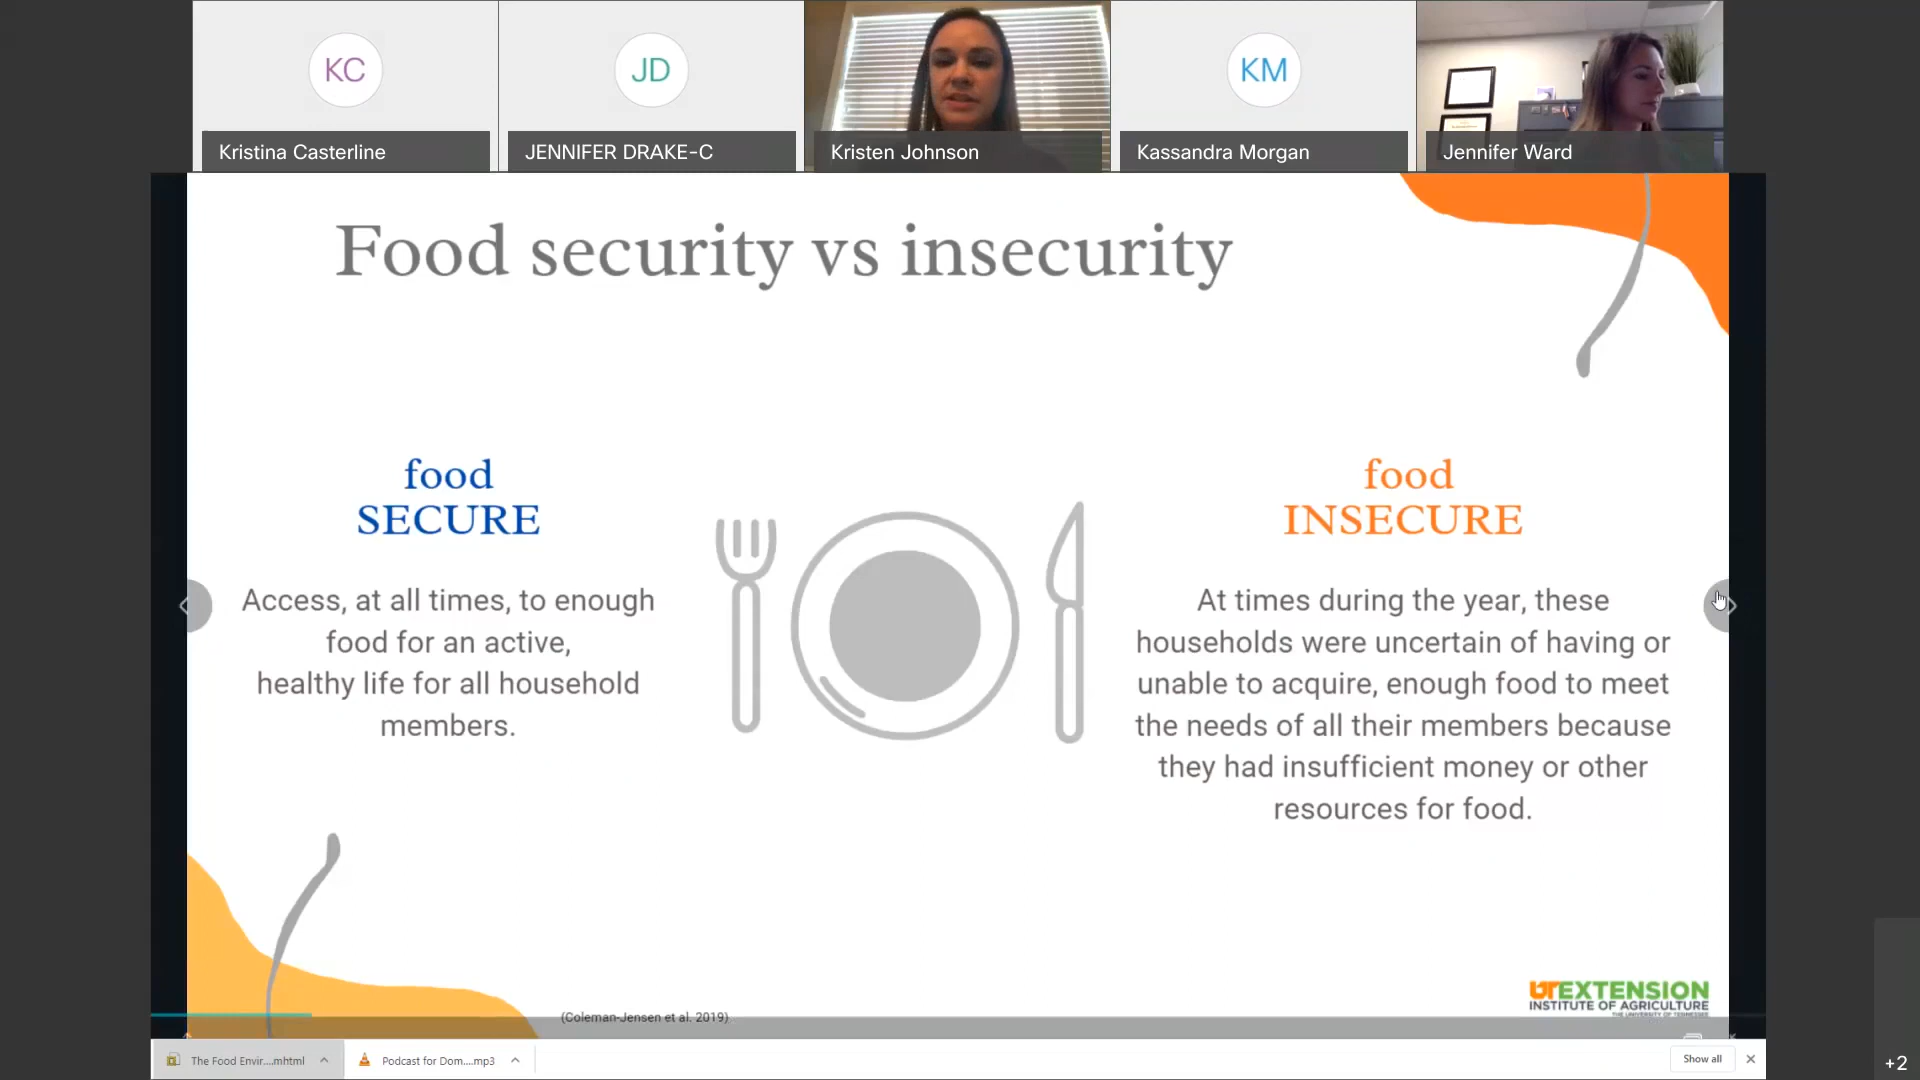 KC
JD
KM
Kristina Casterline
JENNIFER DRAKE-C
Kristen Johnson
Kassandra Morgan
Jennifer Ward
Food security vs insecurity
food
SECURE
Access, at all times, to enough
food for an active,
healthy life for all household
members.
food
INSECURE
At times during the year, these
households were uncertain of having or
unable to acquire, enough food to meet
the needs of all their members because
they had insufficient money or other
resources for food.
UTEXTENSION
INSTITUTE OF AGRICULTURE
THE UNIVERSITY OF TENNESSEE
(Coleman-Jensen et al. 2019)
The Food Envir....mhtml
Podcast for Dom....mp3
Show all
+2